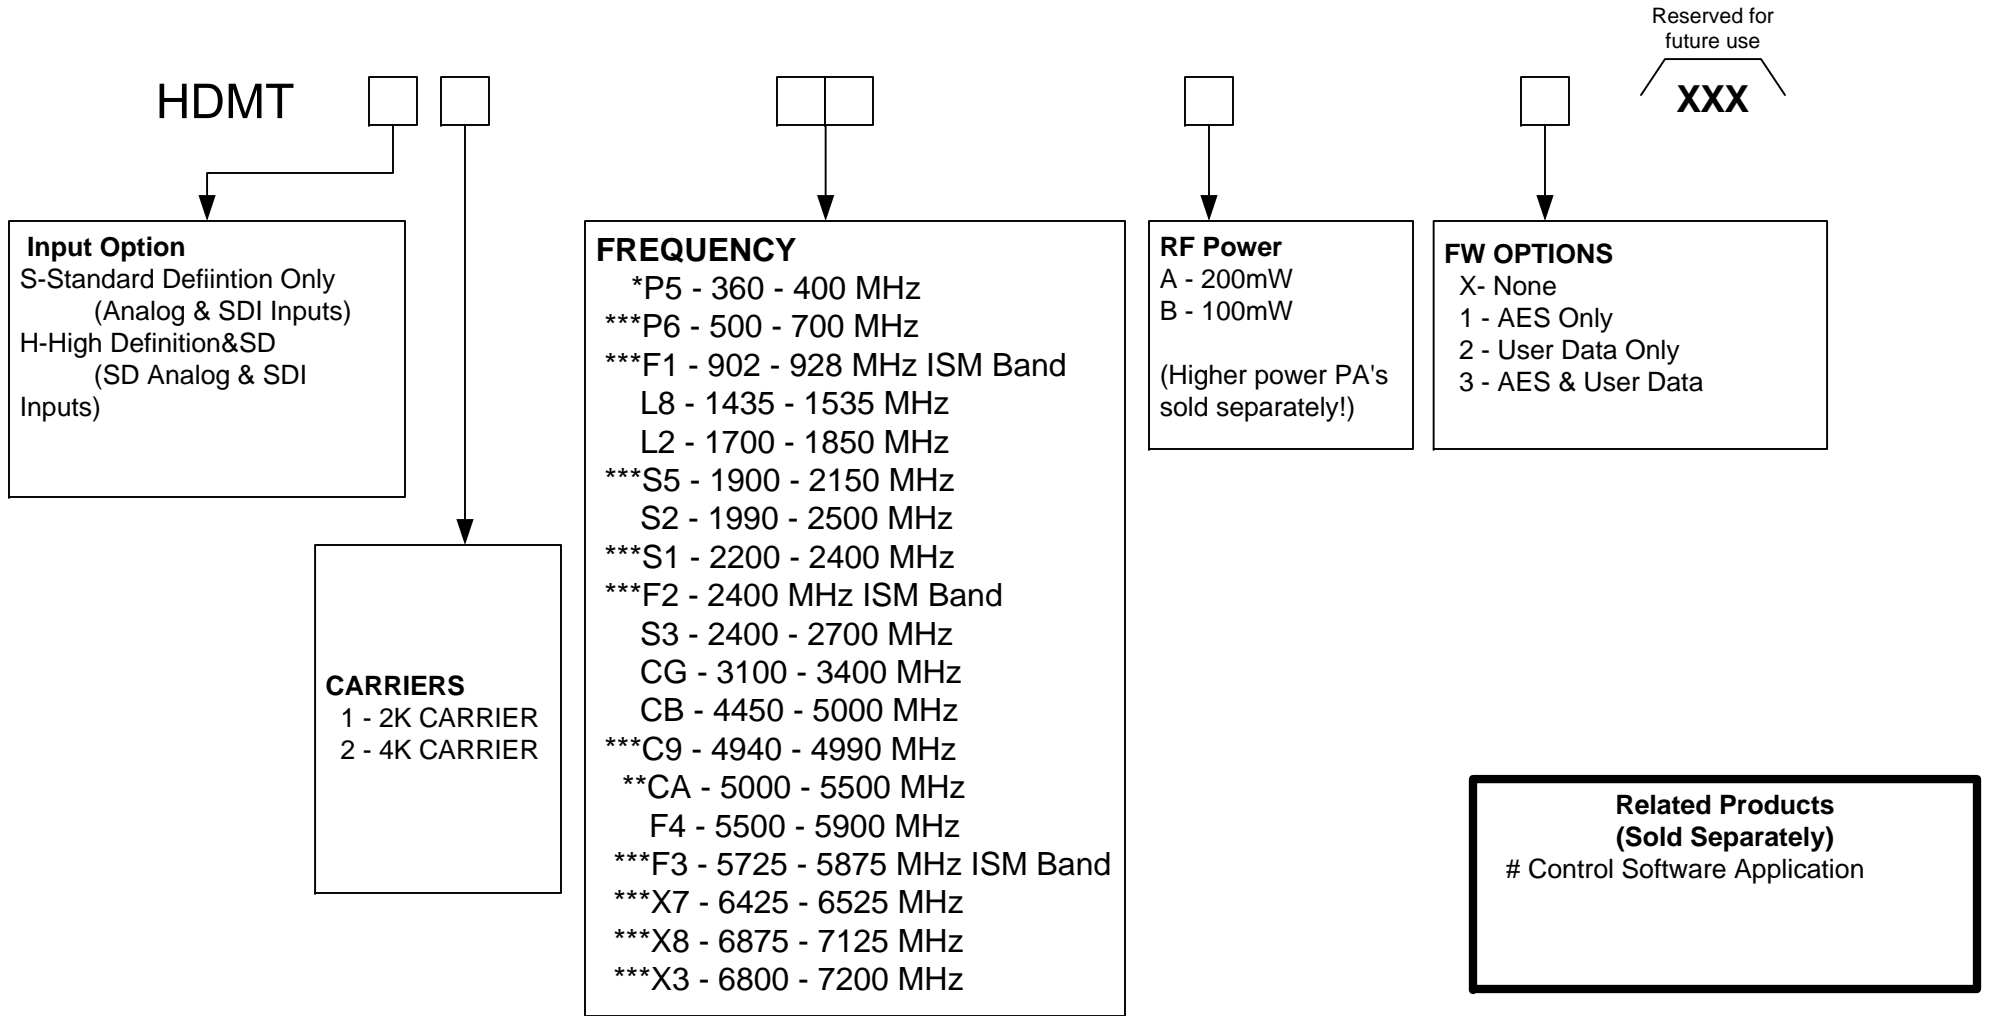 Reserved for
future use
HDMT
XXX
Input Option
S-Standard Defiintion Only
(Analog & SDI Inputs)
H-High Definition&SD
(SD Analog & SDI
Inputs)
CARRIERS
1 - 2K CARRIER
2 - 4K CARRIER
FREQUENCY
*P5 - 360 - 400 MHz
***P6 - 500 - 700 MHz
***F1 - 902 - 928 MHz ISM Band
L8 - 1435 - 1535 MHz
L2 - 1700 - 1850 MHz
***S5 - 1900 - 2150 MHz
S2 - 1990 - 2500 MHz
***S1 - 2200 - 2400 MHz
***F2 - 2400 MHz ISM Band
S3 - 2400 - 2700 MHz
CG - 3100 - 3400 MHz
CB - 4450 - 5000 MHz
***C9 - 4940 - 4990 MHz
**CA - 5000 - 5500 MHz
F4 - 5500 - 5900 MHz
***F3 - 5725 - 5875 MHz ISM Band
***X7 - 6425 - 6525 MHz
***X8 - 6875 - 7125 MHz
***X3 - 6800 - 7200 MHz
RF Power
A - 200mW
B - 100mW
(Higher power PA's
sold separately!)
FW OPTIONS
X- None
1 - AES Only
2 - User Data Only
3 - AES & User Data
Related Products
(Sold Separately)
# Control Software Application